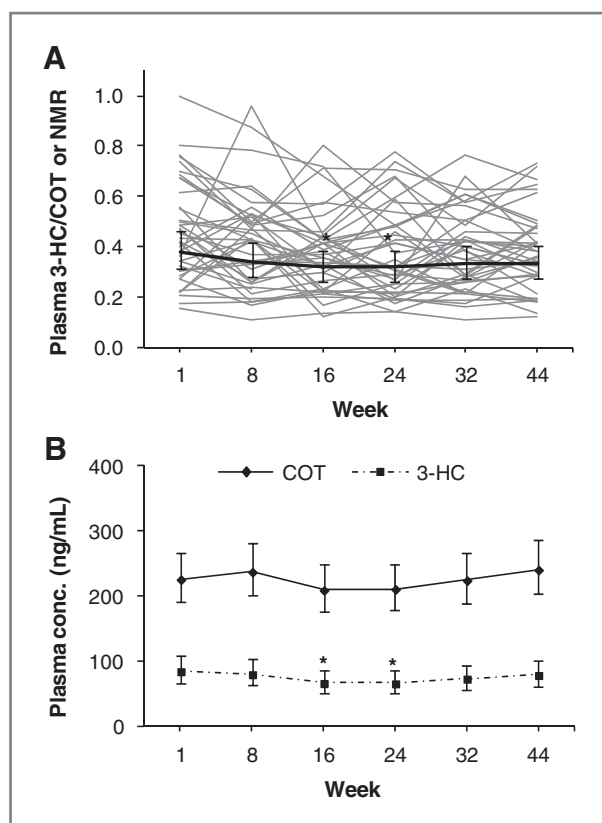 A
Plasma 3-HC/COT or NMR
1.0
0.8
0.6
0.4
0.2
0.0
* *
1 8 16 24 32 44
Week
B
Plasma conc. (ng/mL)
400
300
200
100
0
COT 3-HC
* *
1 8 16 24 32 44
Week